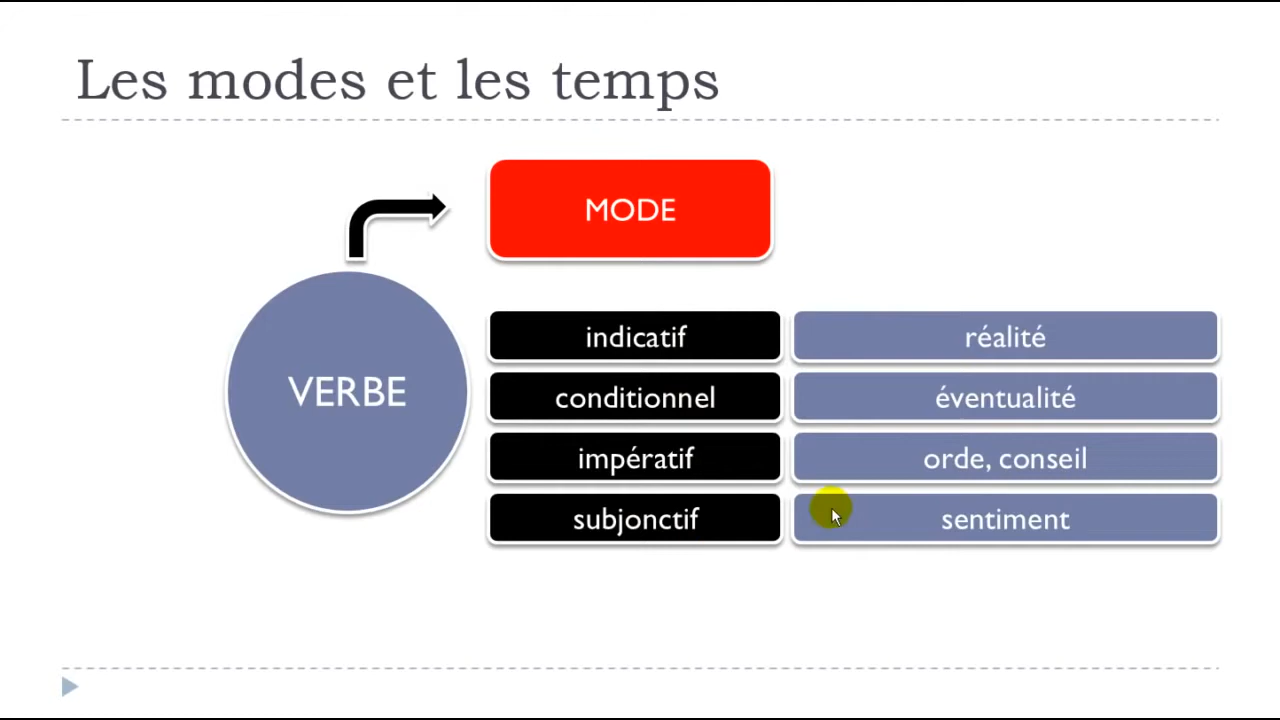 Les modes et les temps
MODE
VERBE
indicatif
réalité
conditionnel
éventualité
impératif
orde, conseil
subjonctif
sentiment